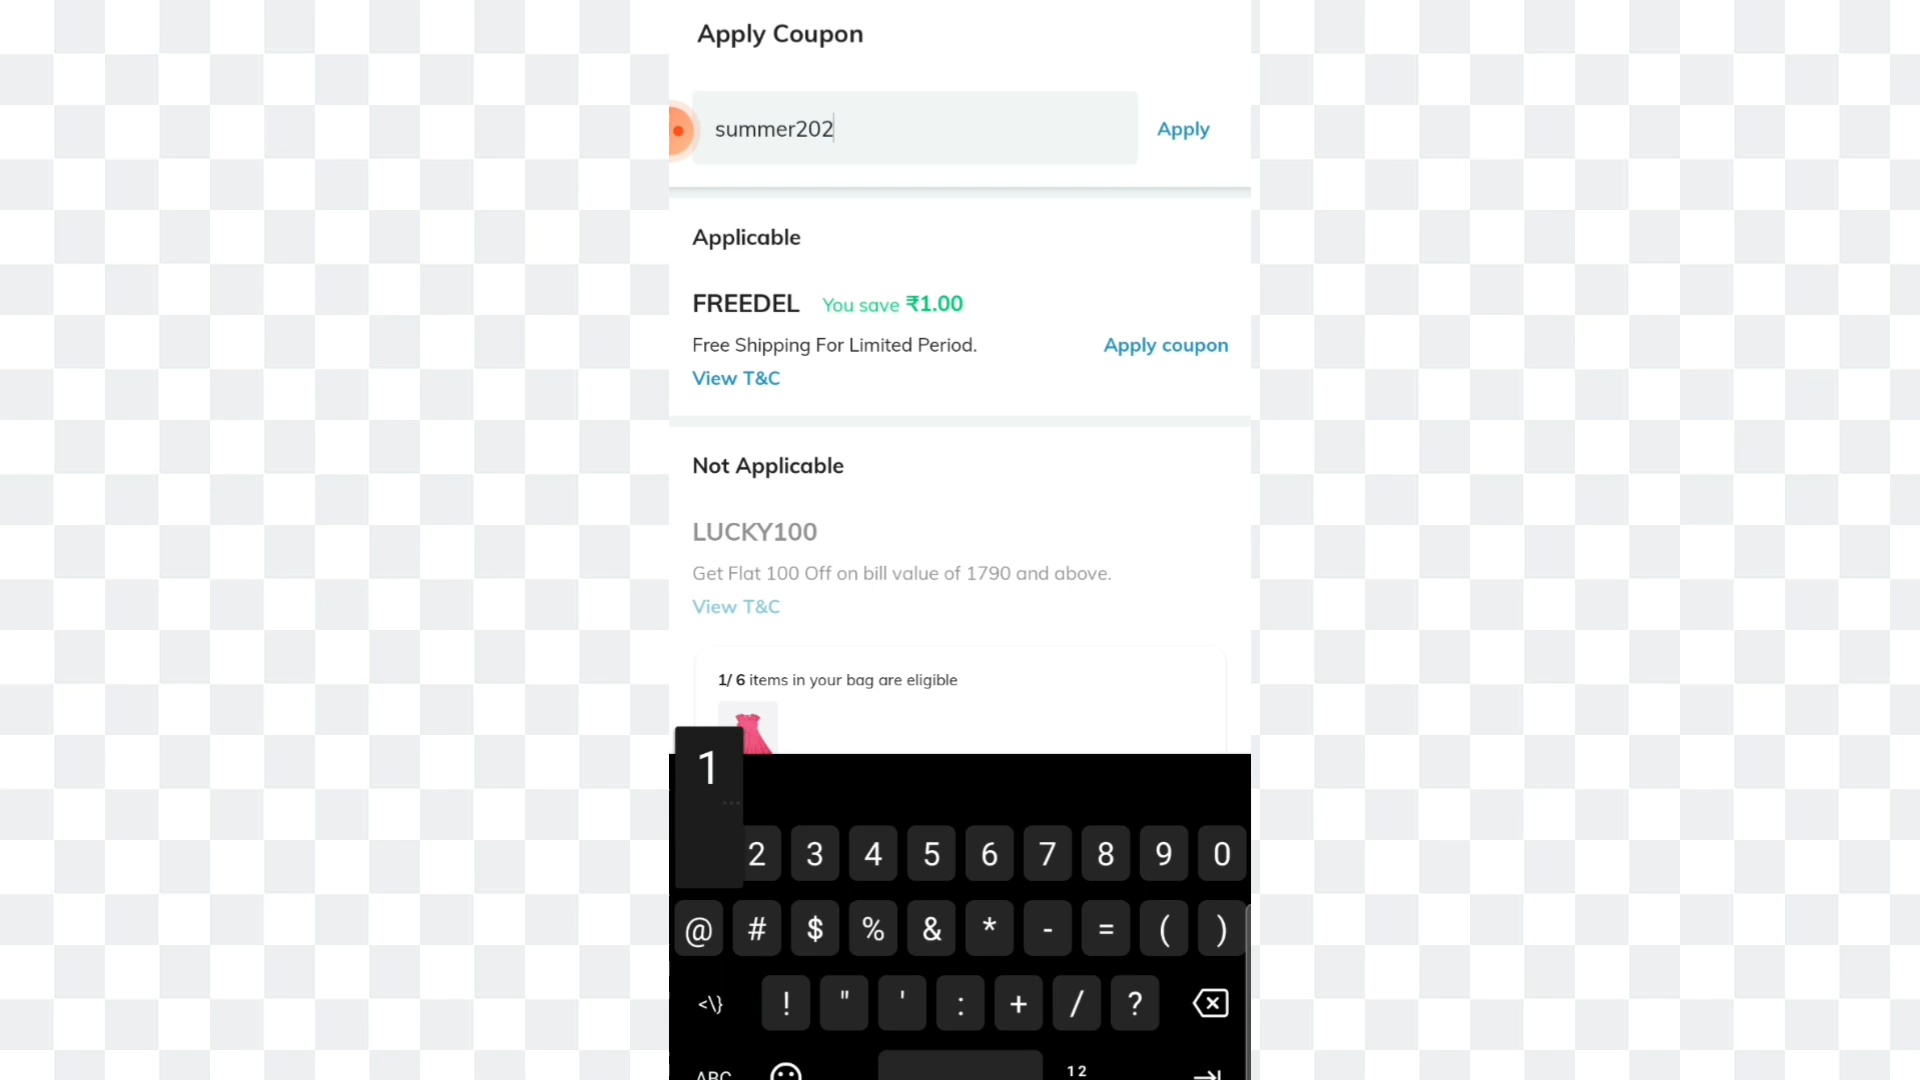 Apply Coupon
summer202
Apply
Applicable
FREEDEL You save ₹1.00
Free Shipping For Limited Period.
Apply coupon
View T&C
Not Applicable
LUCKY100
Get Flat 100 Off on bill value of 1790 and above.
View T&C
1/ 6 items in your bag are eligible
1
2 3 4 5 6 7 8 9 0
@ # $ % & * - = ( )
<\} ! " ' : + / ?
ABC 12